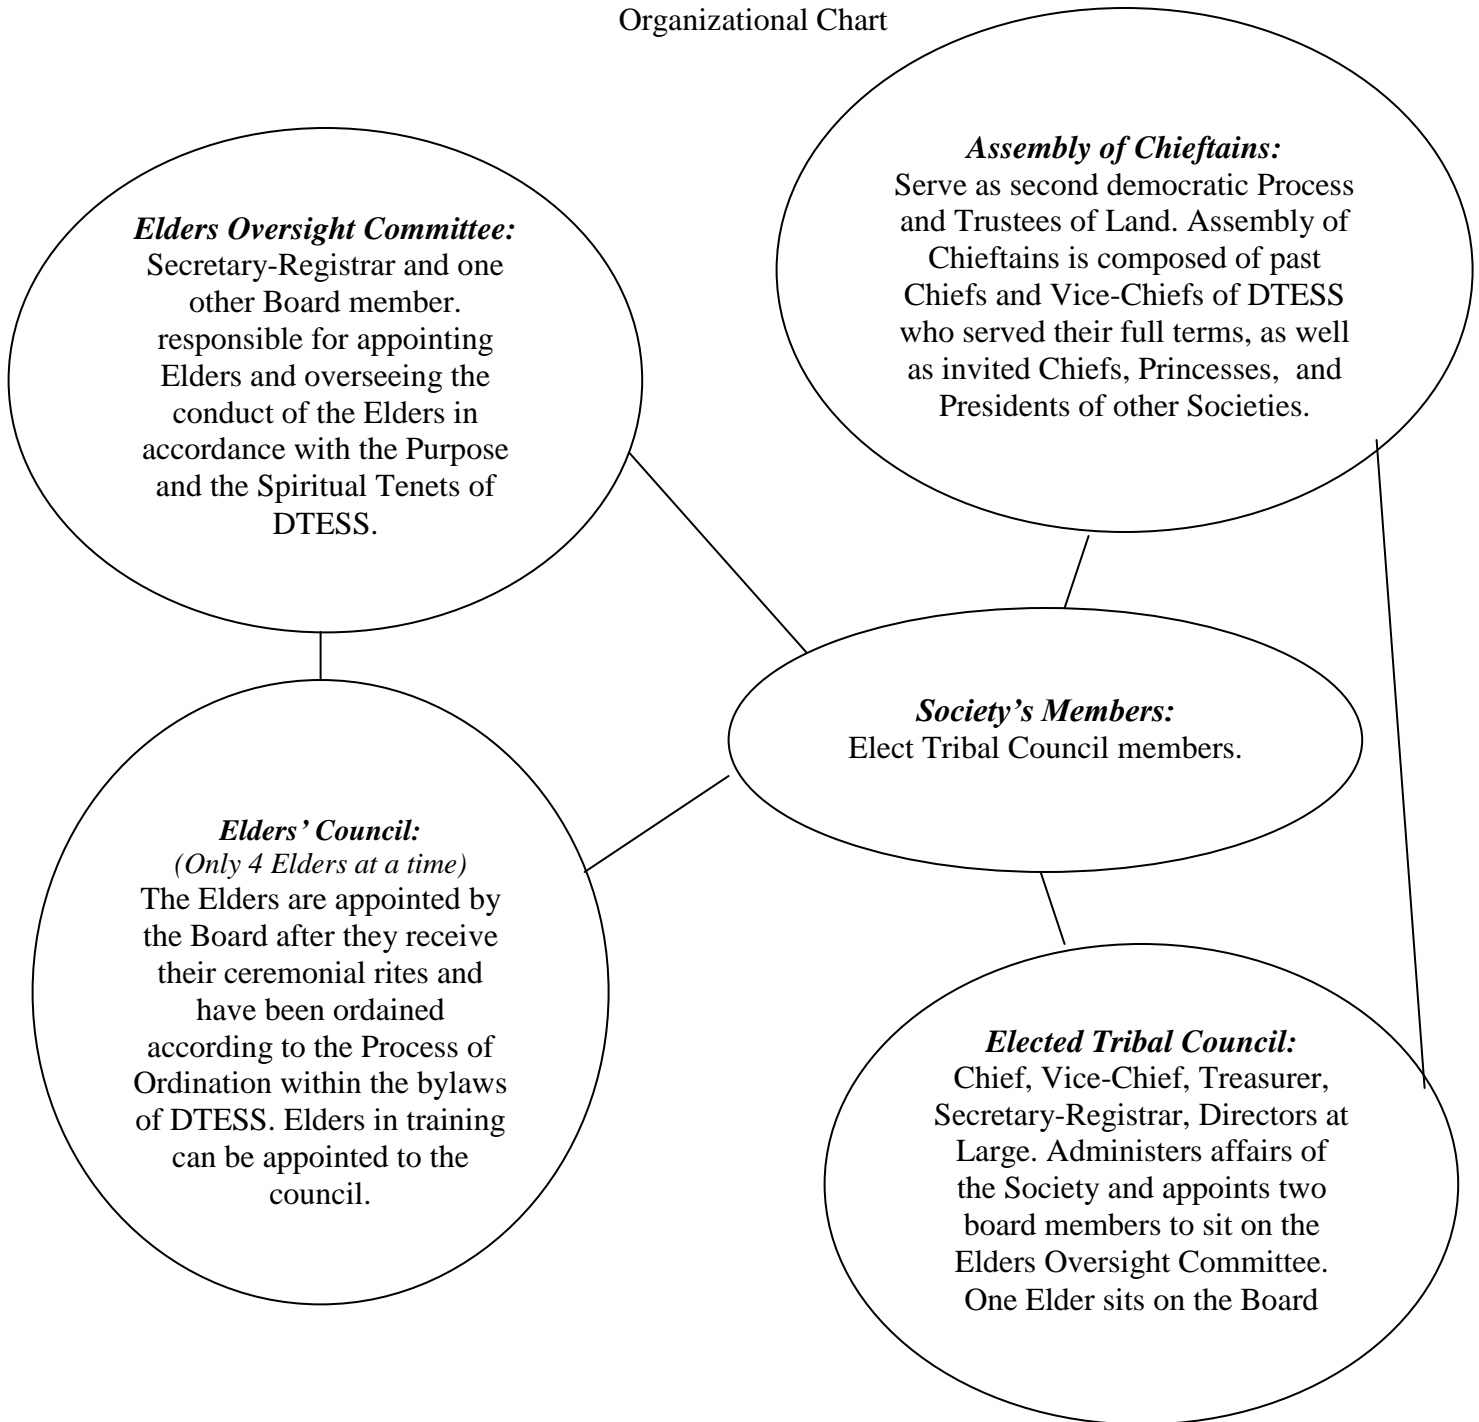 Organizational Chart
Assembly of Chieftains:
Serve as second democratic Process
and Trustees of Land. Assembly of
Chieftains is composed of past
Chiefs and Vice-Chiefs of DTESS
who served their full terms, as well
as invited Chiefs, Princesses,  and
Presidents of other Societies.
Elders Oversight Committee:
Secretary-Registrar and one
other Board member.
responsible for appointing
Elders and overseeing the
conduct of the Elders in
accordance with the Purpose
and the Spiritual Tenets of
DTESS.
Society’s Members:
Elect Tribal Council members.
Elders’ Council:
(Only 4 Elders at a time)
The Elders are appointed by
the Board after they receive
their ceremonial rites and
have been ordained
according to the Process of
Ordination within the bylaws
of DTESS. Elders in training
can be appointed to the
council.
Elected Tribal Council:
Chief, Vice-Chief, Treasurer,
Secretary-Registrar, Directors at
Large. Administers affairs of
the Society and appoints two
board members to sit on the
Elders Oversight Committee.
One Elder sits on the Board